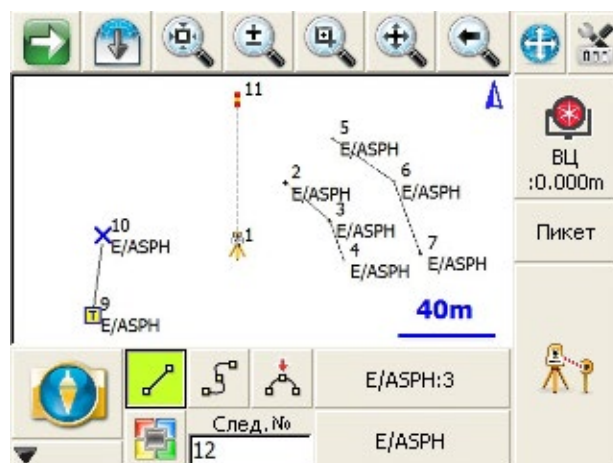 11
5
E/ASPH
2
E/ASPH
6
E/ASPH
3
E/ASPH
10
E/ASPH
1
4
E/ASPH
7
E/ASPH
9
T
E/ASPH
40m
ВЦ
:0.000m
Пикет
E/ASPH:3
След.№
12
E/ASPH